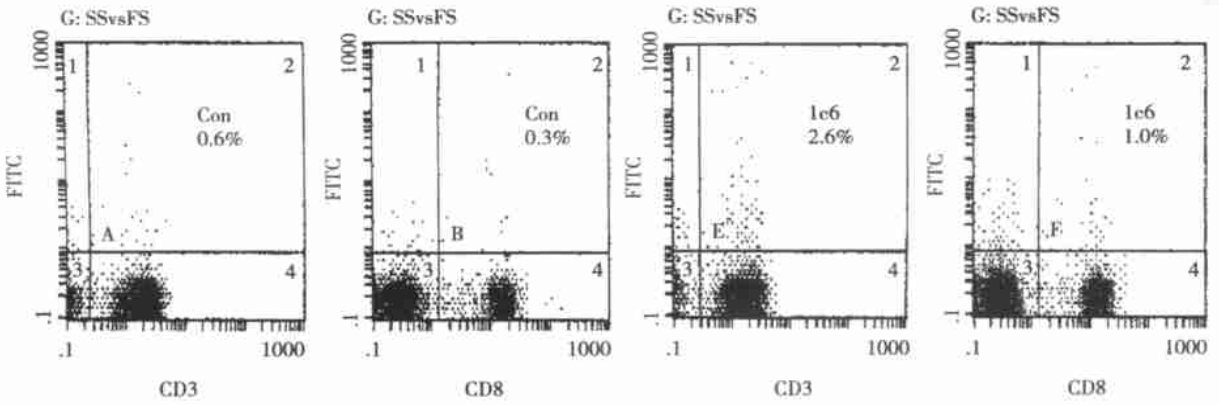 G: SSvsFS
1000
1
2
Con
0.6%
FITC
A
3
4
.1
.1
1000
CD3
G: SSvsFS
1000
1
2
Con
0.3%
FITC
B
3
4
.1
.1
1000
CD8
G: SSvsFS
1000
1
2
1e6
2.6%
FITC
E
3
4
.1
.1
1000
CD3
G: SSvsFS
1000
1
2
1e6
1.0%
FITC
F
3
4
.1
.1
1000
CD8